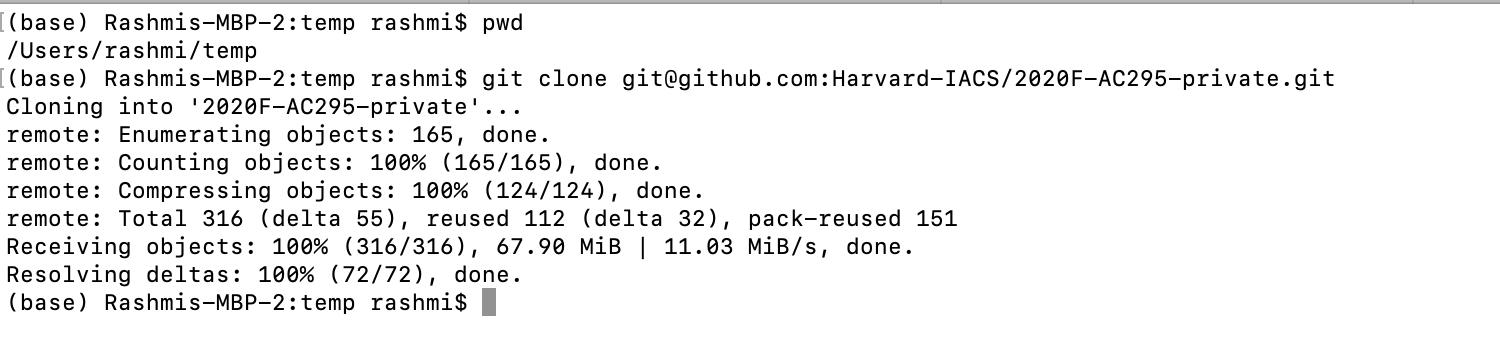 (base) Rashmis-MBP-2:temp rashmi$ pwd
/Users/rashmi/temp
(base) Rashmis-MBP-2:temp rashmi$ git clone git@github.com:Harvard-IACS/2020F-AC295-private.git
Cloning into '2020F-AC295-private'...
remote: Enumerating objects: 165, done.
remote: Counting objects: 100% (165/165), done.
remote: Compressing objects: 100% (124/124), done.
remote: Total 316 (delta 55), reused 112 (delta 32), pack-reused 151
Receiving objects: 100% (316/316), 67.90 MiB | 11.03 MiB/s, done.
Resolving deltas: 100% (72/72), done.
(base) Rashmis-MBP-2:temp rashmi$